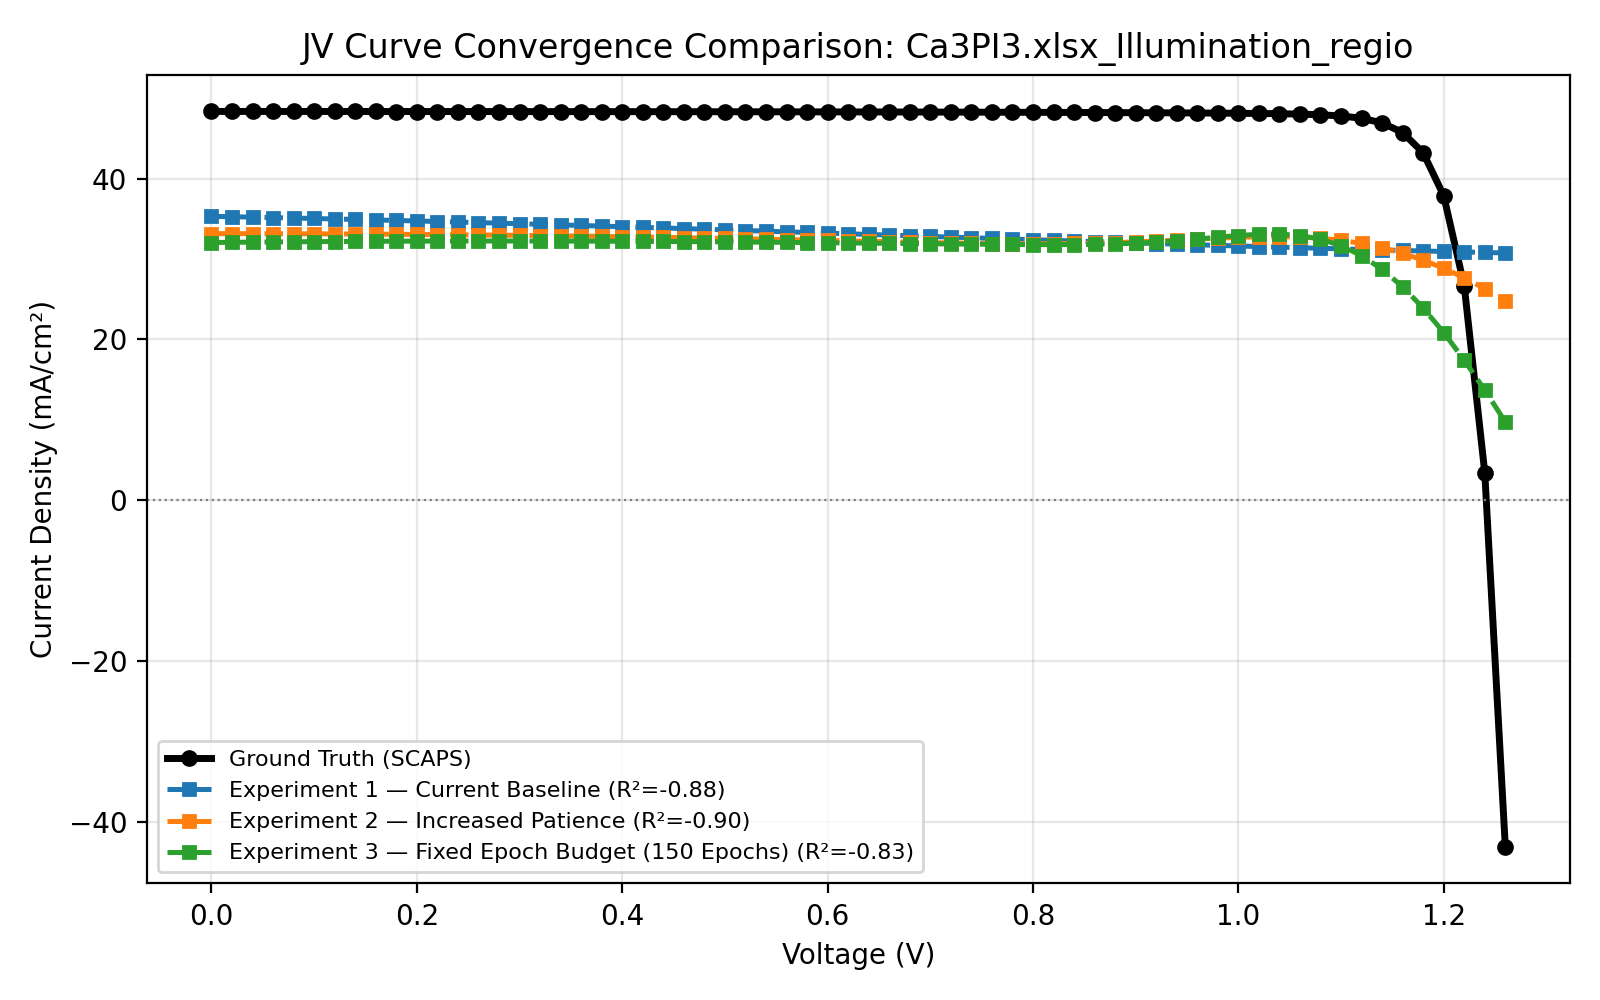 JV Curve Convergence Comparison: Ca3PI3.xlsx_Illumination_regio
Current Density (mA/cm²)
40
20
0
−20
−40
Ground Truth (SCAPS)
Experiment 1 — Current Baseline (R²=-0.88)
Experiment 2 — Increased Patience (R²=-0.90)
Experiment 3 — Fixed Epoch Budget (150 Epochs) (R²=-0.83)
0.0 0.2 0.4 0.6 0.8 1.0 1.2
Voltage (V)